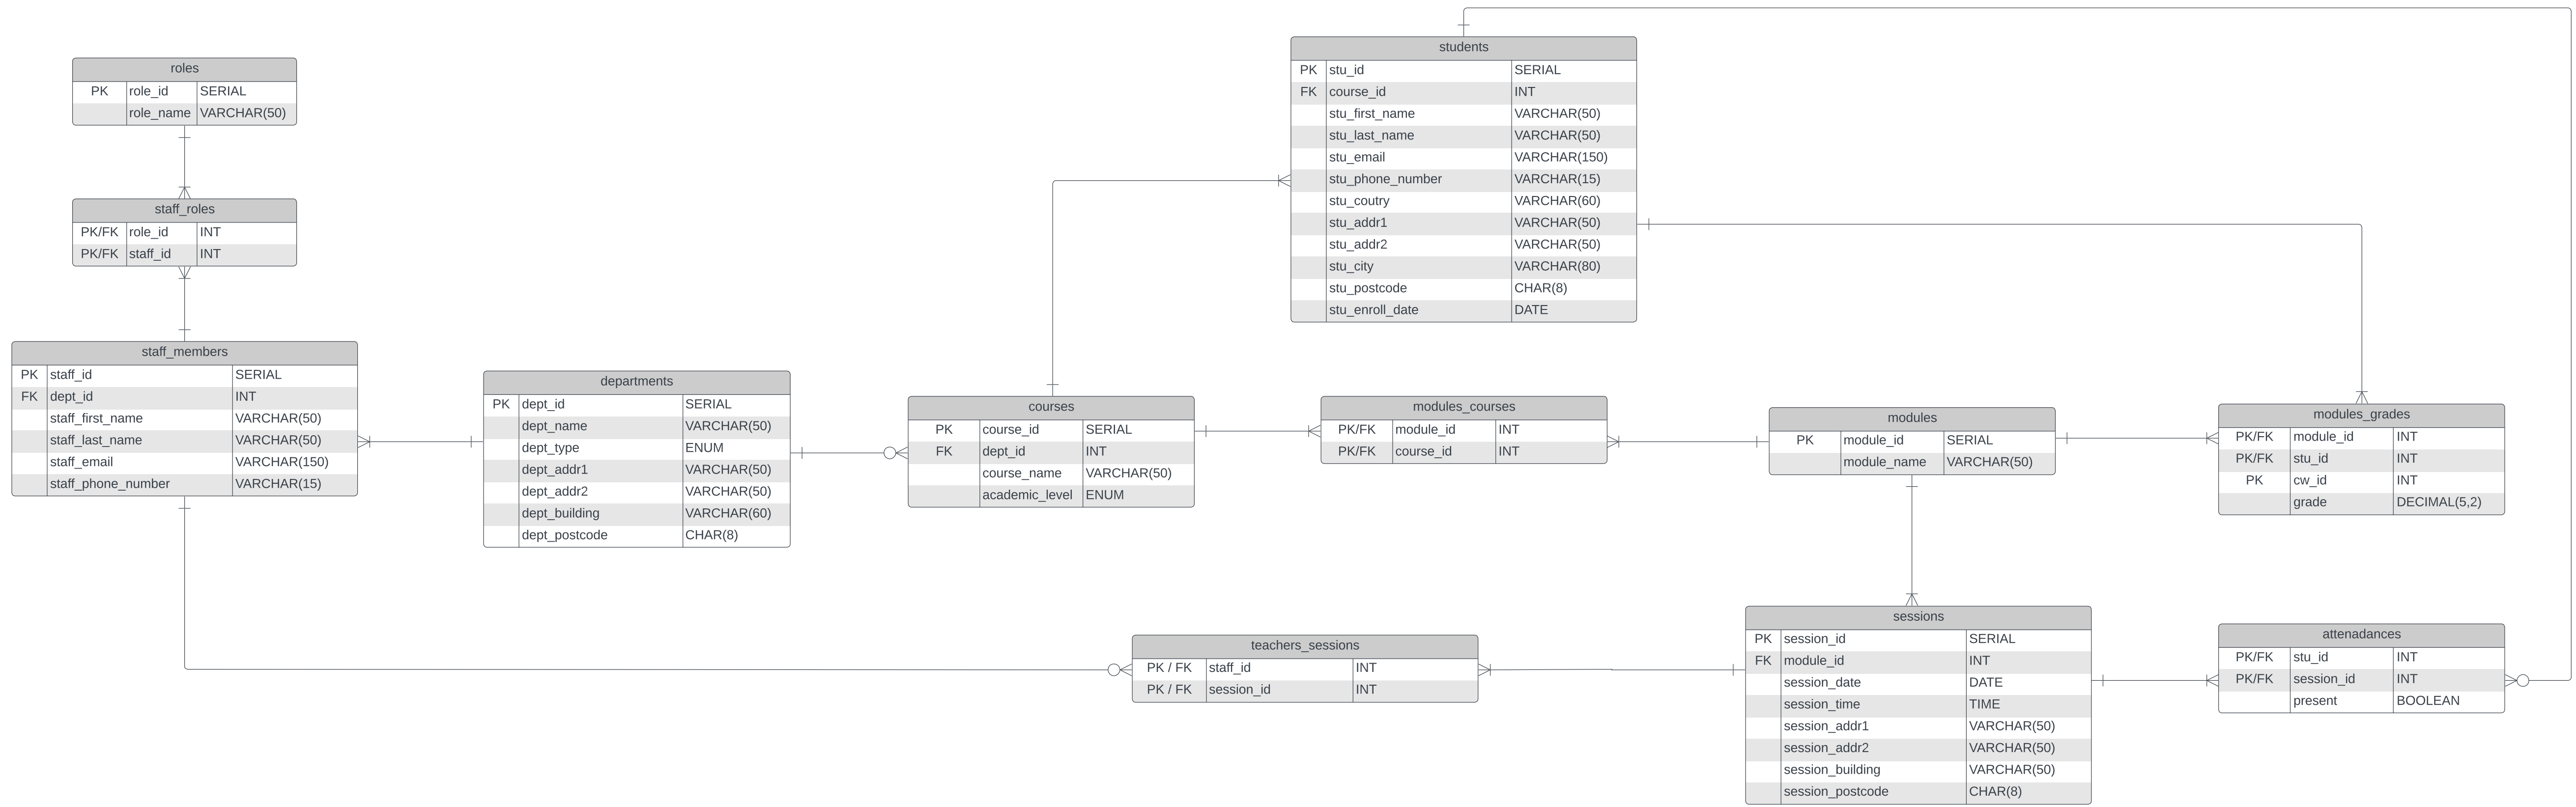 roles
PK role_id SERIAL
role_name VARCHAR(50)
staff_roles
PK/FK role_id INT
PK/FK staff_id INT
staff_members
PK staff_id SERIAL
FK dept_id INT
staff_first_name VARCHAR(50)
staff_last_name VARCHAR(50)
staff_email VARCHAR(150)
staff_phone_number VARCHAR(15)
departments
PK dept_id SERIAL
dept_name VARCHAR(50)
dept_type ENUM
dept_addr1 VARCHAR(50)
dept_addr2 VARCHAR(50)
dept_building VARCHAR(60)
dept_postcode CHAR(8)
courses
PK course_id SERIAL
FK dept_id INT
course_name VARCHAR(50)
academic_level ENUM
students
PK stu_id SERIAL
FK course_id INT
stu_first_name VARCHAR(50)
stu_last_name VARCHAR(50)
stu_email VARCHAR(150)
stu_phone_number VARCHAR(15)
stu_coutry VARCHAR(60)
stu_addr1 VARCHAR(50)
stu_addr2 VARCHAR(50)
stu_city VARCHAR(80)
stu_postcode CHAR(8)
stu_enroll_date DATE
modules_courses
PK/FK module_id INT
PK/FK course_id INT
modules
PK module_id SERIAL
module_name VARCHAR(50)
modules_grades
PK/FK module_id INT
PK/FK stu_id INT
PK cw_id INT
grade DECIMAL(5,2)
teachers_sessions
PK / FK staff_id INT
PK / FK session_id INT
sessions
PK session_id SERIAL
FK module_id INT
session_date DATE
session_time TIME
session_addr1 VARCHAR(50)
session_addr2 VARCHAR(50)
session_building VARCHAR(50)
session_postcode CHAR(8)
attenadances
PK/FK stu_id INT
PK/FK session_id INT
present BOOLEAN